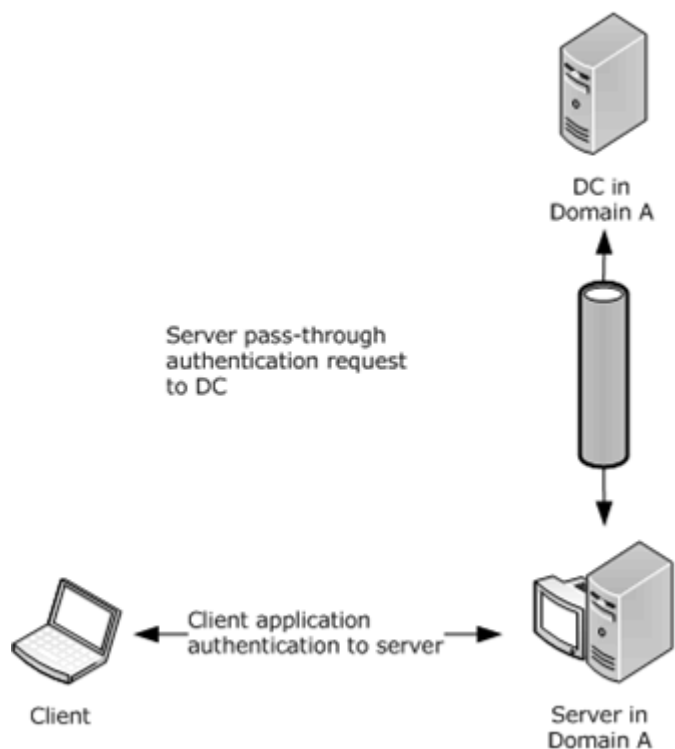 DC in
Domain A
Server pass-through
authentication request
to DC
Client application
authentication to server
Client
Server in
Domain A